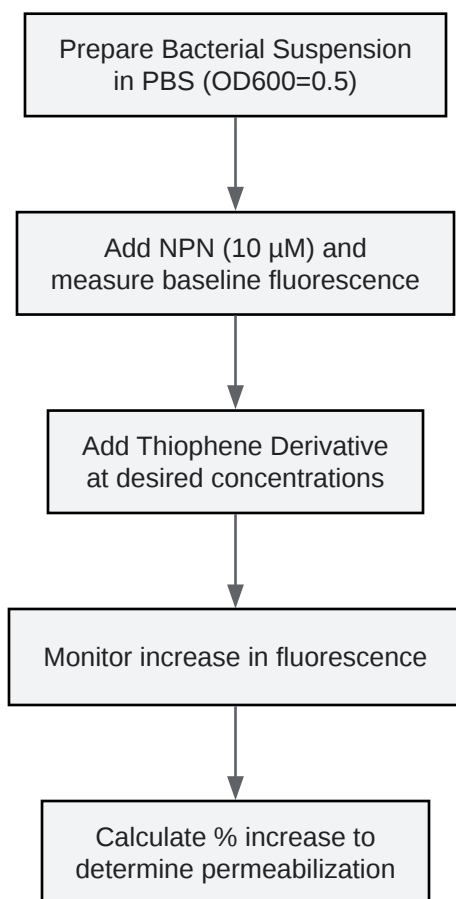 Prepare Bacterial Suspension
in PBS (OD600=0.5)
Add NPN (10 µM) and
measure baseline fluorescence
Add Thiophene Derivative
at desired concentrations
Monitor increase in fluorescence
Calculate % increase to
determine permeabilization